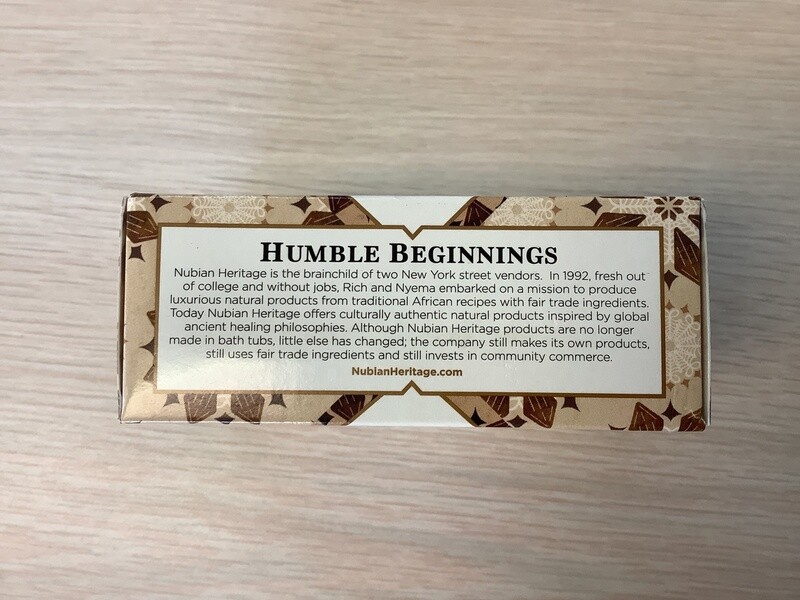 HUMBLE BEGINNINGS
Nubian Heritage is the brainchild of two New York street vendors. In 1992, fresh out
of college and without jobs, Rich and Nyema embarked on a mission to produce
luxurious natural products from traditional African recipes with fair trade ingredients.
Today Nubian Heritage offers culturally authentic natural products inspired by global
ancient healing philosophies. Although Nubian Heritage products are no longer
made in bath tubs, little else has changed; the company still makes its own products,
still uses fair trade ingredients and still invests in community commerce.
NubianHeritage.com